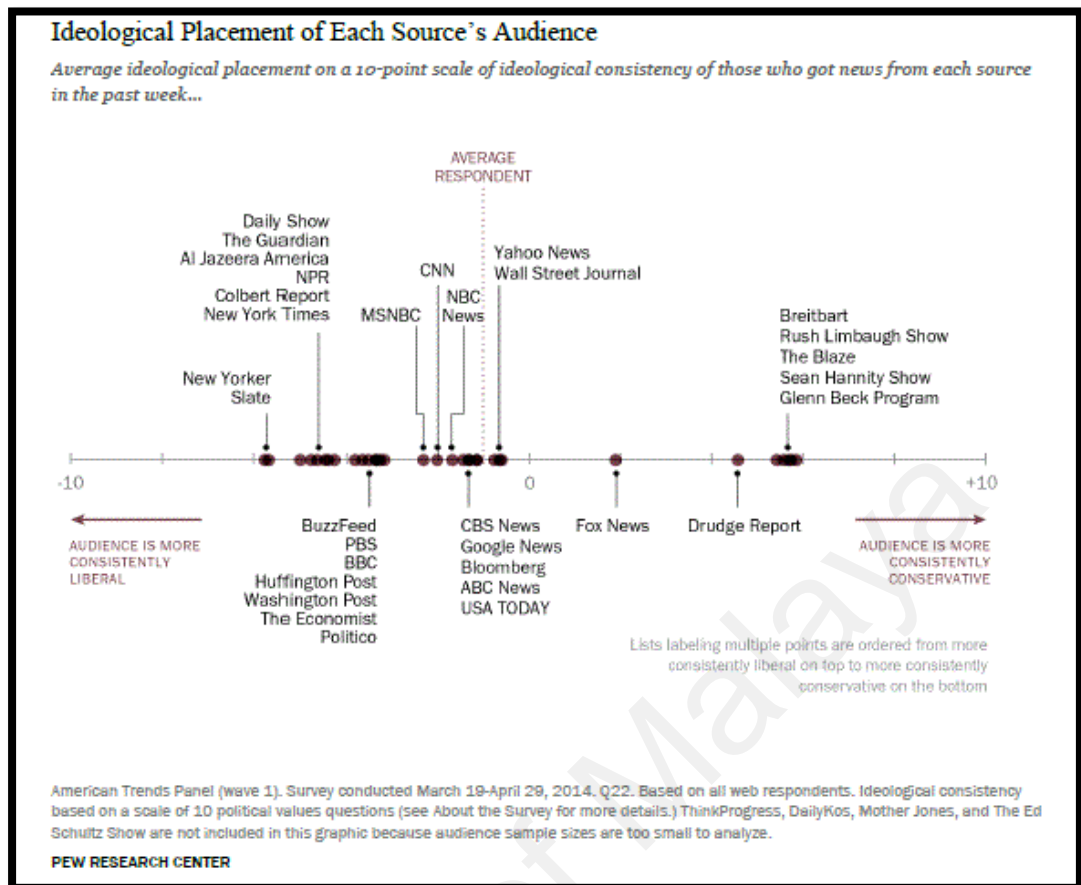 Ideological Placement of Each Source's Audience
Average ideological placement on a 10-point scale of ideological consistency of those who got news from each source
in the past week...
AVERAGE
RESPONDENT
Daily Show
The Guardian
Al Jazeera America
NPR
Colbert Report
New York Times
CNN
Yahoo News
Wall Street Journal
MSNBC
NBC
News
Breitbart
Rush Limbaugh Show
The Blaze
Sean Hannity Show
Glenn Beck Program
New Yorker
Slate
-10
0
+10
AUDIENCE IS MORE
CONSISTENTLY
LIBERAL
BuzzFeed
PBS
BBC
Huffington Post
Washington Post
The Economist
Politico
CBS News
Google News
Bloomberg
ABC News
USA TODAY
Fox News
Drudge Report
AUDIENCE IS MORE
CONSISTENTLY
CONSERVATIVE
Lists labeling multiple points are ordered from more
consistently liberal on top to more consistently
conservative on the bottom
American Trends Panel (wave 1). Survey conducted March 19-April 29, 2014. Q22. Based on all web respondents. Ideological consistency
based on a scale of 10 political values questions (see About the Survey for more details.) ThinkProgress, DailyKos, Mother Jones, and The Ed
Schultz Show are not included in this graphic because audience sample sizes are too small to analyze.
PEW RESEARCH CENTER
of Malaya